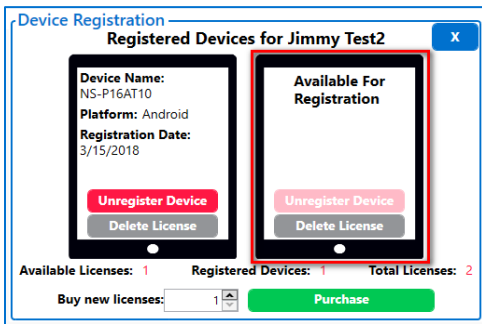 Device Registration
Registered Devices for Jimmy Test2
X
Device Name:
NS-P16AT10
Platform: Android
Registration Date:
3/15/2018
Unregister Device
Delete License
Available For
Registration
Unregister Device
Delete License
Available Licenses: 1 Registered Devices: 1 Total Licenses: 2
Buy new licenses: 1 Purchase